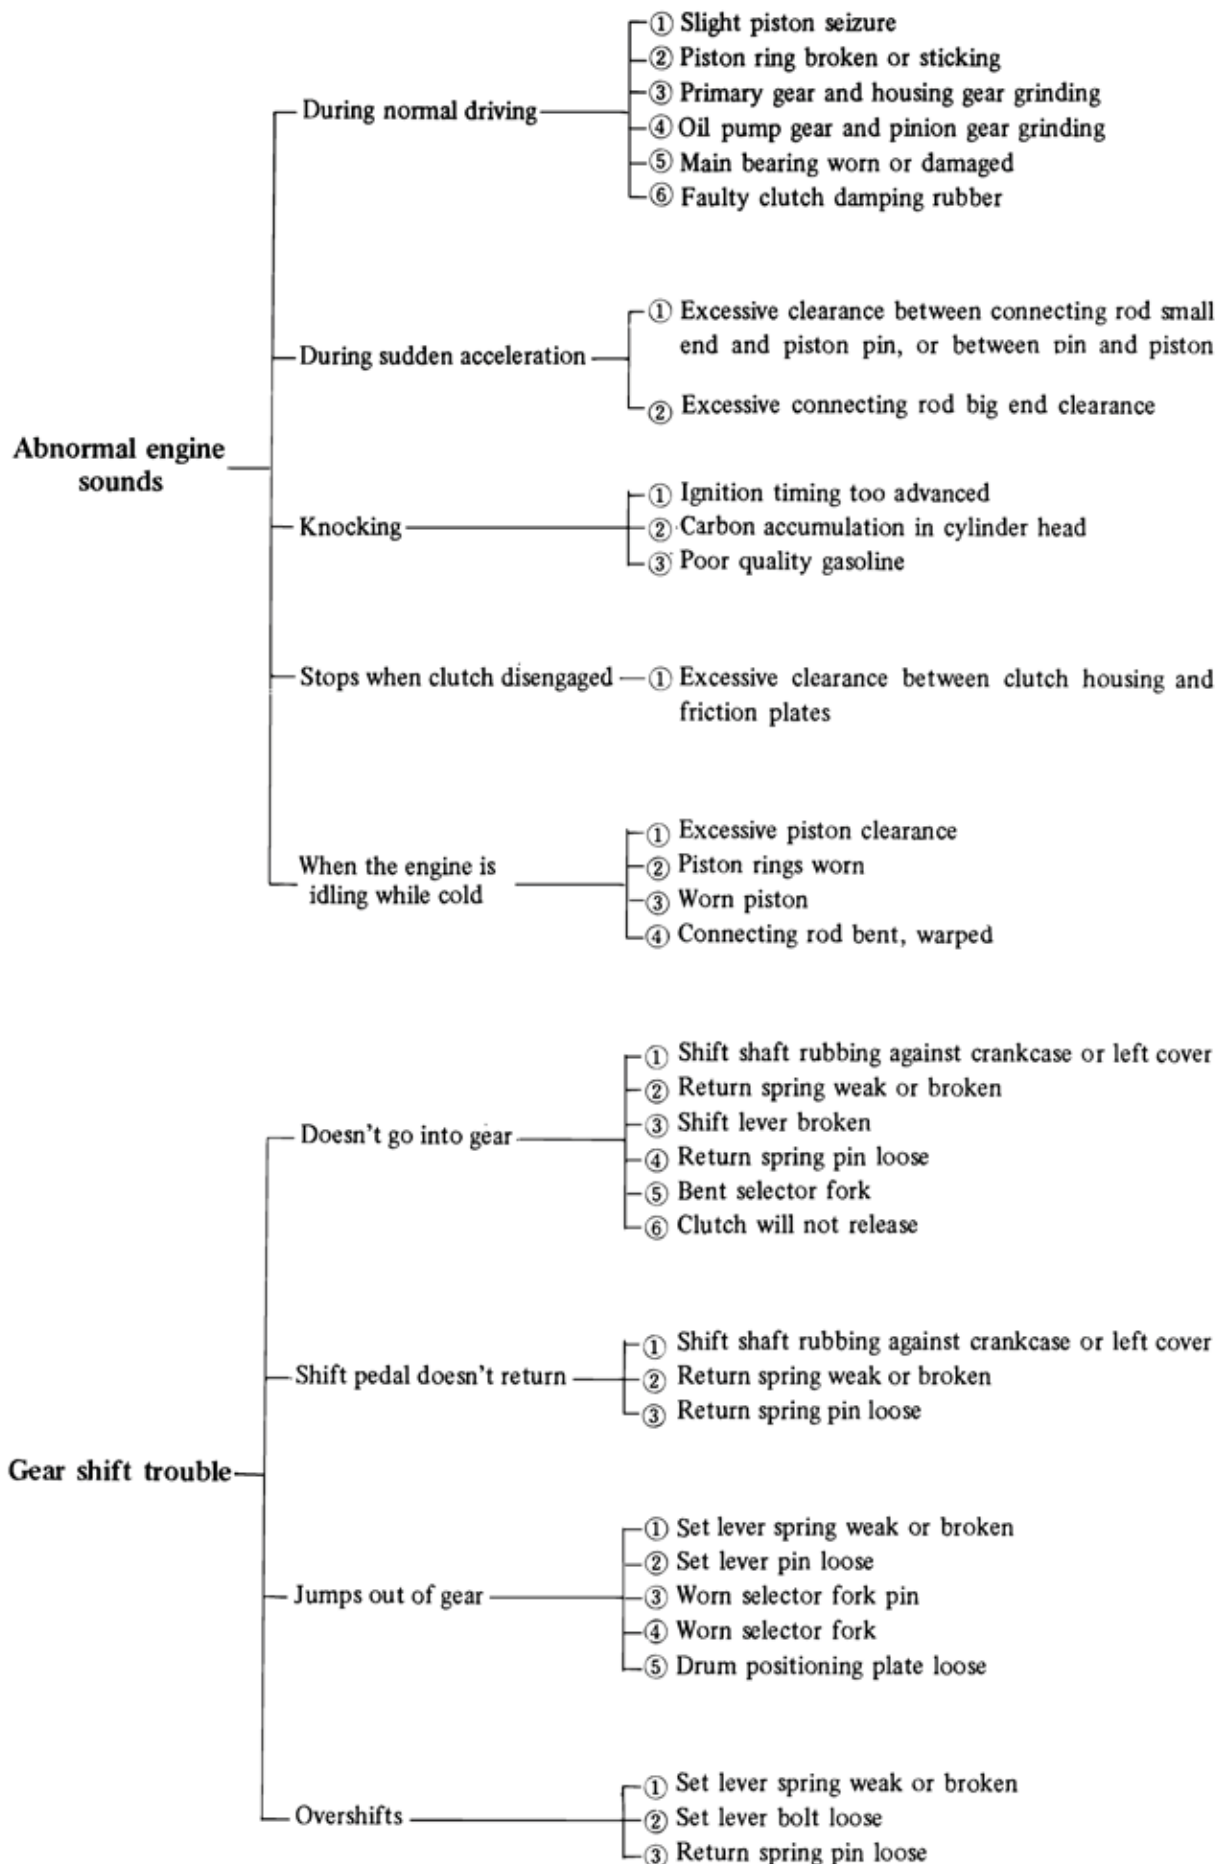 ① Slight piston seizure
② Piston ring broken or sticking
During normal driving
③ Primary gear and housing gear grinding
④ Oil pump gear and pinion gear grinding
⑤ Main bearing worn or damaged
⑥ Faulty clutch damping rubber
① Excessive clearance between connecting rod small
end and piston pin, or between pin and piston
During sudden acceleration
② Excessive connecting rod big end clearance
Abnormal engine
sounds
① Ignition timing too advanced
Knocking
② Carbon accumulation in cylinder head
③ Poor quality gasoline
Stops when clutch disengaged
① Excessive clearance between clutch housing and
friction plates
① Excessive piston clearance
When the engine is
idling while cold
② Piston rings worn
③ Worn piston
④ Connecting rod bent, warped
① Shift shaft rubbing against crankcase or left cover
② Return spring weak or broken
Doesn't go into gear
③ Shift lever broken
④ Return spring pin loose
⑤ Bent selector fork
⑥ Clutch will not release
① Shift shaft rubbing against crankcase or left cover
Shift pedal doesn't return
② Return spring weak or broken
③ Return spring pin loose
Gear shift trouble
① Set lever spring weak or broken
② Set lever pin loose
Jumps out of gear
③ Worn selector fork pin
④ Worn selector fork
⑤ Drum positioning plate loose
① Set lever spring weak or broken
Overshifts
② Set lever bolt loose
③ Return spring pin loose